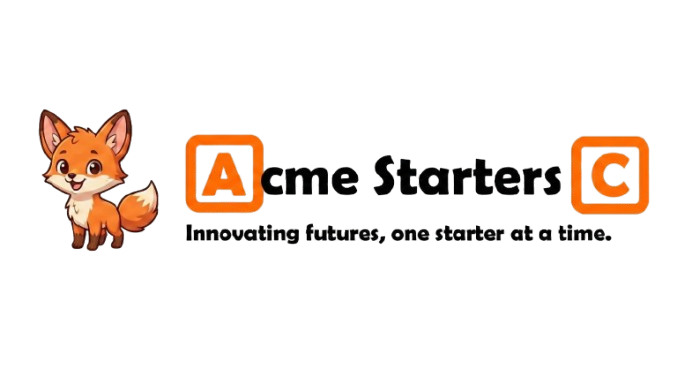 Acme Starters C
Innovating futures, one starter at a time.